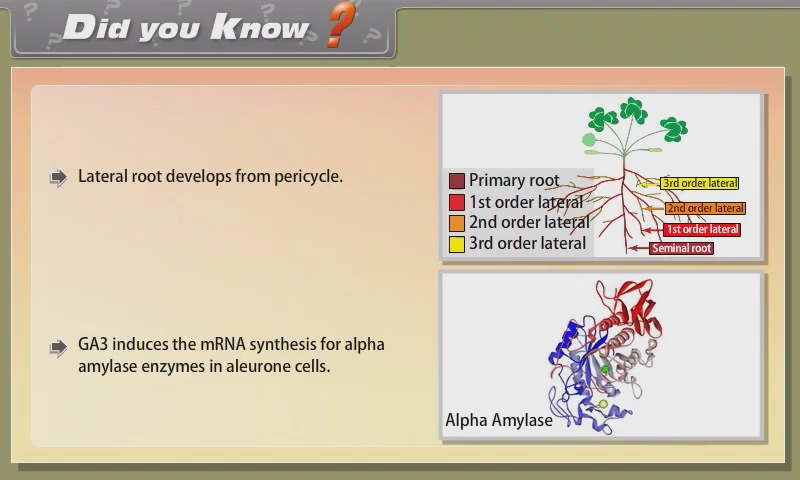 Did you Know ?
Lateral root develops from pericycle.
Primary root
1st order lateral
2nd order lateral
3rd order lateral
3rd order lateral
2nd order lateral
1st order lateral
Seminal root
GA3 induces the mRNA synthesis for alpha
amylase enzymes in aleurone cells.
Alpha Amylase